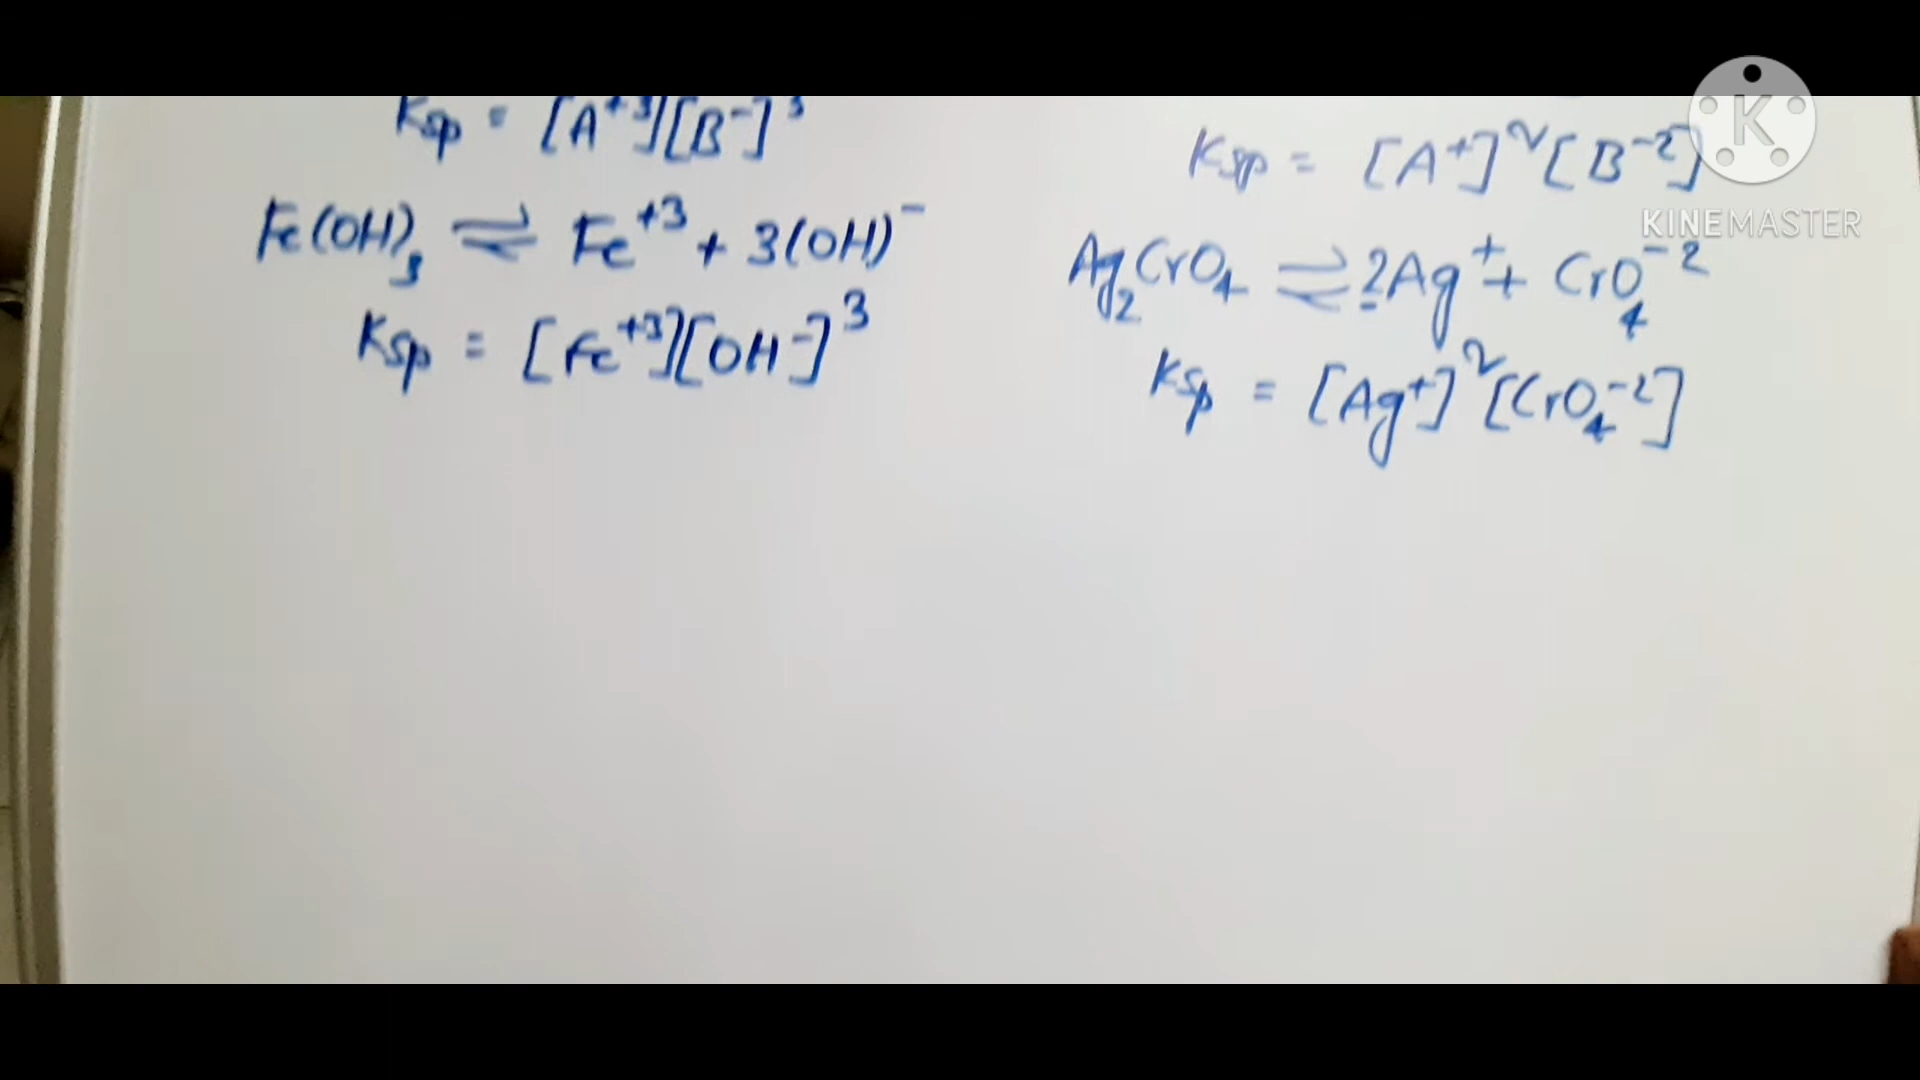 Ksp = [A⁺³][B⁻]³
Fe(OH)₃ ⇌ Fe⁺³ + 3(OH)⁻
Ksp = [Fe⁺³][OH⁻]³
Ksp = [A⁺]²[B⁻²]
Ag₂CrO₄ ⇌ 2Ag⁺ + CrO₄⁻²
Ksp = [Ag⁺]²[CrO₄⁻²]
K
KINEMASTER